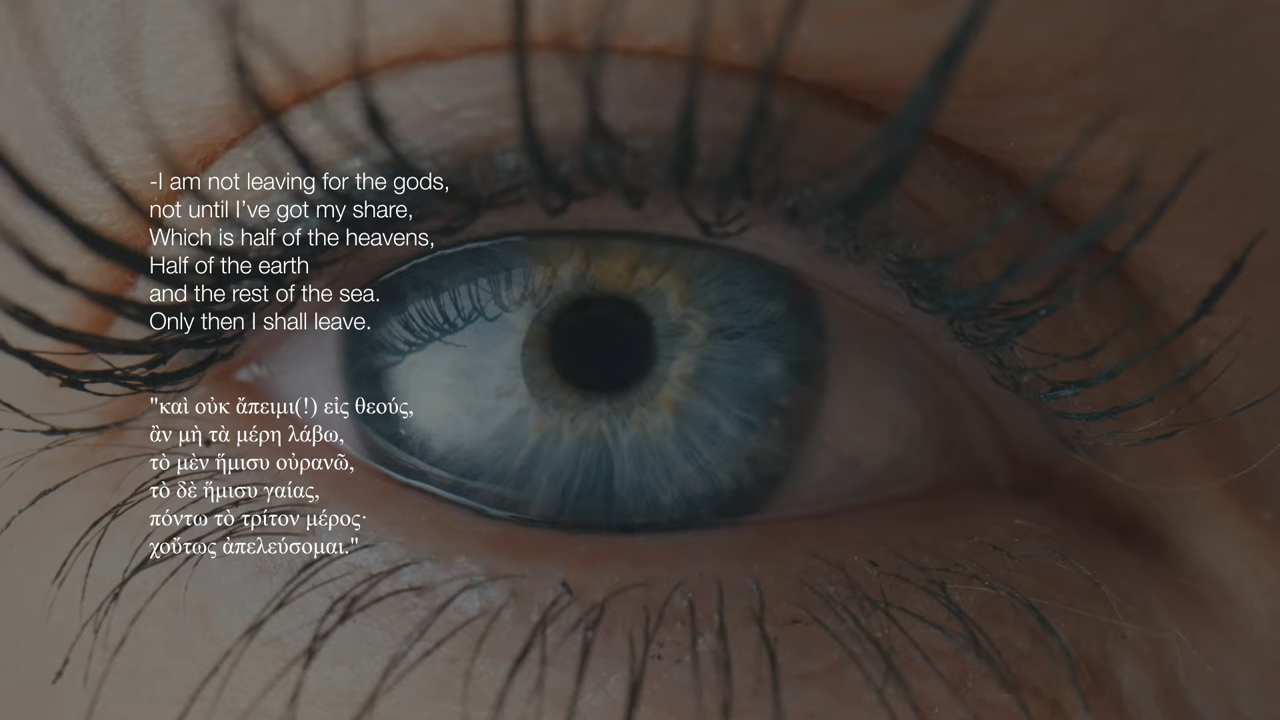 -I am not leaving for the gods,
not until I’ve got my share,
Which is half of the heavens,
Half of the earth
and the rest of the sea.
Only then I shall leave.
"καὶ οὐκ ἄπειμι(!) εἰς θεούς,
ἂν μὴ τὰ μέρη λάβω,
τὸ μὲν ἥμισυ οὐρανῶ,
τὸ δὲ ἥμισυ γαίας,
πόντω τὸ τρίτον μέρος·
χοὔτως ἀπελεύσομαι."